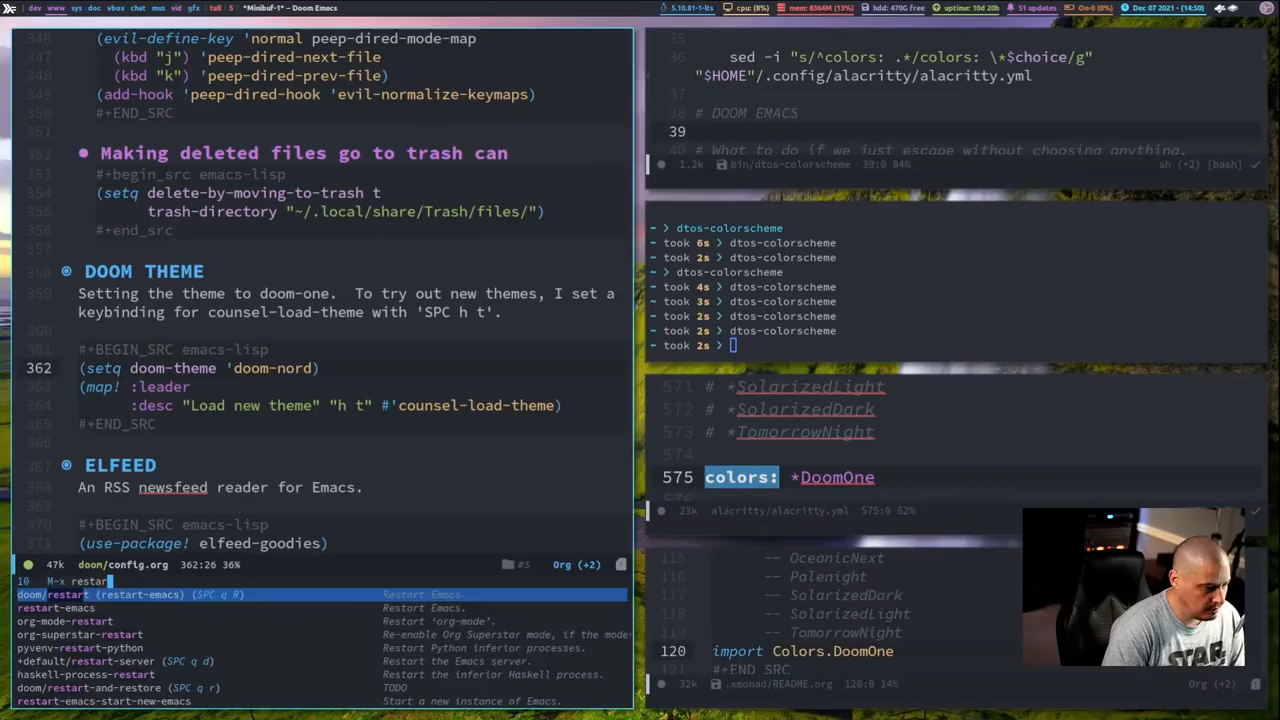 dev www sys doc vbox chat mus vid gfx | tall | 5 | *Minibuf-1* – Doom Emacs
5.10.81-1-lts | cpu: (8%) | mem: 8364M (13%) | hdd: 470G free | uptime: 10d 20h | 51 updates | On-0 (0%) | Dec 07 2021 - (14:50)
346 (evil-define-key 'normal peep-dired-mode-map
347 (kbd "j") 'peep-dired-next-file
348 (kbd "k") 'peep-dired-prev-file)
349 (add-hook 'peep-dired-hook 'evil-normalize-keymaps)
350 #+END_SRC
351
352 Making deleted files go to trash can
353 #+begin_src emacs-lisp
354 (setq delete-by-moving-to-trash t
355 trash-directory "~/.local/share/Trash/files/")
356 #+end_src
357
358 DOOM THEME
359 Setting the theme to doom-one. To try out new themes, I set a
keybinding for counsel-load-theme with 'SPC h t'.
360
361 #+BEGIN_SRC emacs-lisp
362 (setq doom-theme 'doom-nord)
363 (map! :leader
364 :desc "Load new theme" "h t" #'counsel-load-theme)
365 #+END_SRC
366
367 ELFEED
368 An RSS newsfeed reader for Emacs.
369
370 #+BEGIN_SRC emacs-lisp
371 (use-package! elfeed-goodies)
47k doom/config.org 362:26 36% #5 Org (+2)
10 M-x restar
doom/restart (restart-emacs) (SPC q R) Restart Emacs.
restart-emacs Restart Emacs.
org-mode-restart Restart ‘org-mode’.
org-superstar-restart Re-enable Org Superstar mode, if the mode
pyvenv-restart-python Restart Python inferior processes.
+default/restart-server (SPC q d) Restart the Emacs server.
haskell-process-restart Restart the inferior Haskell process.
doom/restart-and-restore (SPC q r) TODO
restart-emacs-start-new-emacs Start a new instance of Emacs.
35
36 sed -i "s/^colors: .*/colors: \*$choice/g"
"$HOME"/.config/alacritty/alacritty.yml
37
38 # DOOM EMACS
39
40 # What to do if we just escape without choosing anything.
1.2k bin/dtos-colorscheme 39:0 84% sh (+2) [bash]
~ > dtos-colorscheme
~ took 6s > dtos-colorscheme
~ took 2s > dtos-colorscheme
~ > dtos-colorscheme
~ took 4s > dtos-colorscheme
~ took 3s > dtos-colorscheme
~ took 2s > dtos-colorscheme
~ took 2s > dtos-colorscheme
~ took 2s >
571 # *SolarizedLight
572 # *SolarizedDark
573 # *TomorrowNight
574
575 colors: *DoomOne
576
23k alacritty/alacritty.yml 575:0 62%
115 -- OceanicNext
116 -- Palenight
117 -- SolarizedDark
118 -- SolarizedLight
119 -- TomorrowNight
120 import Colors.DoomOne
121 #+END_SRC
32k .xmonad/README.org 120:0 14% Org (+2)
STAR